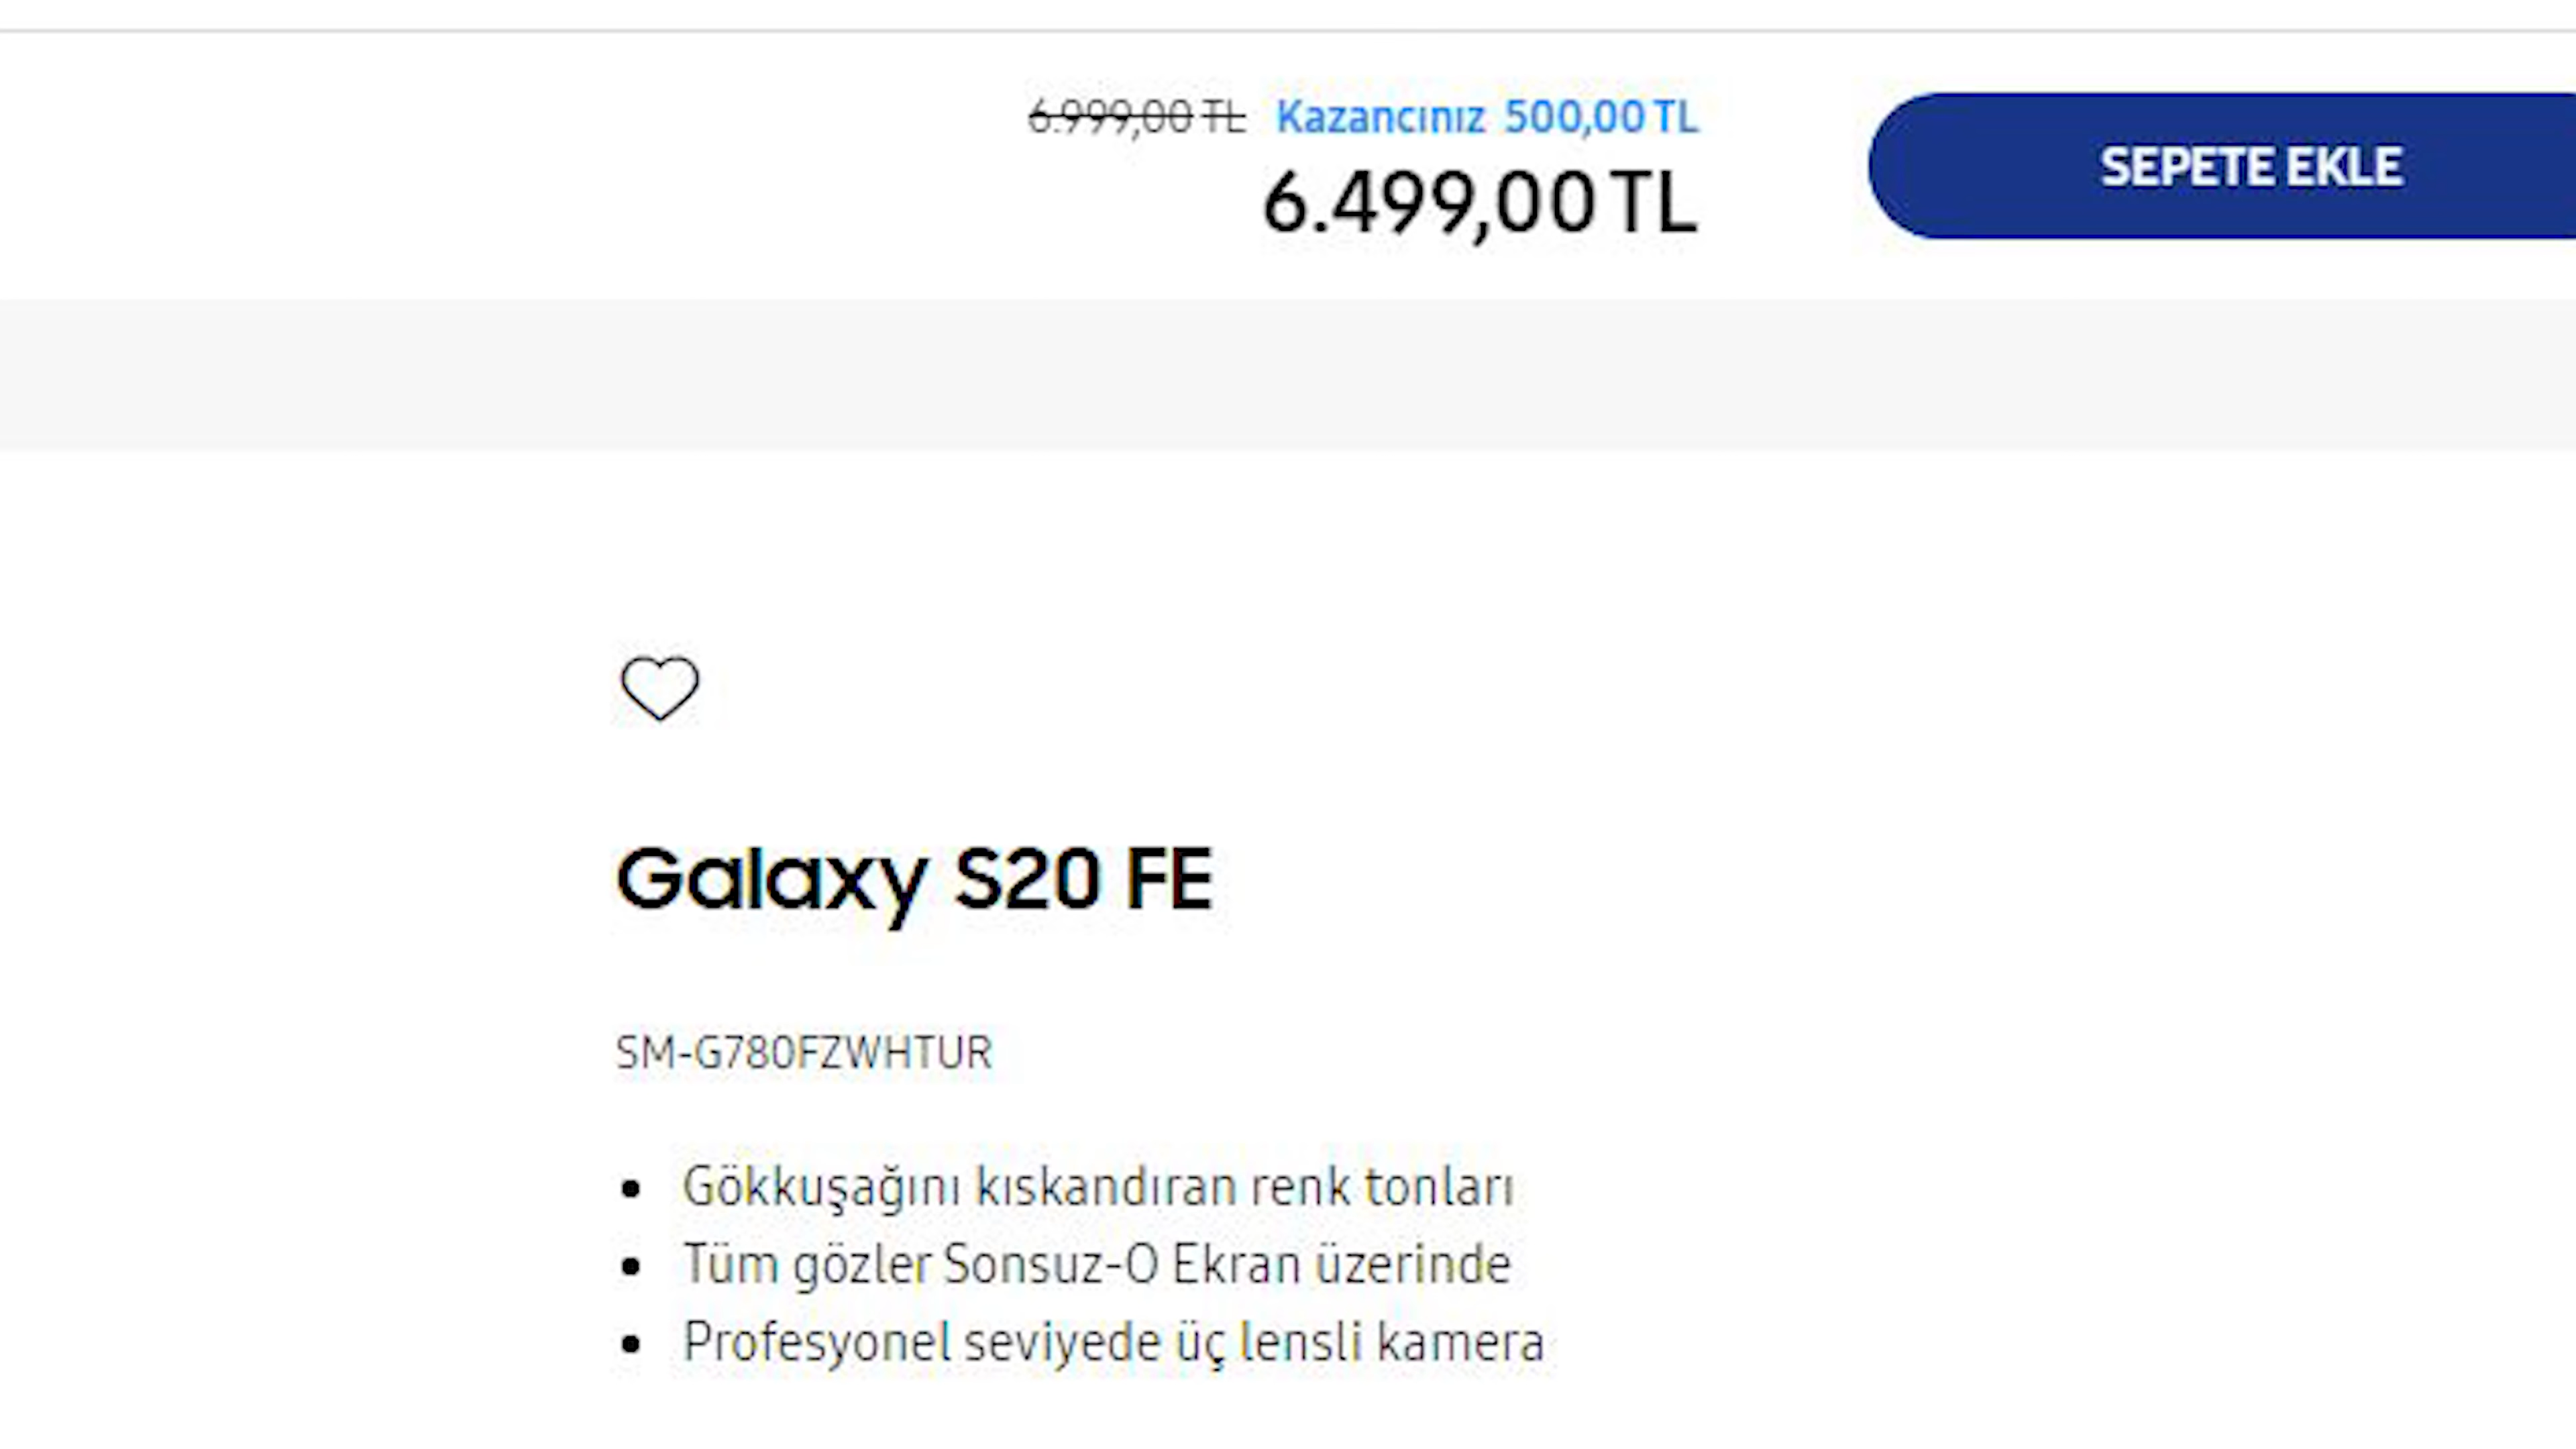 6.999,00 TL Kazancınız 500,00 TL
6.499,00 TL
SEPETE EKLE
Galaxy S20 FE
SM-G780FZWHTUR
• Gökkuşağını kıskandıran renk tonları
• Tüm gözler Sonsuz-O Ekran üzerinde
• Profesyonel seviyede üç lensli kamera